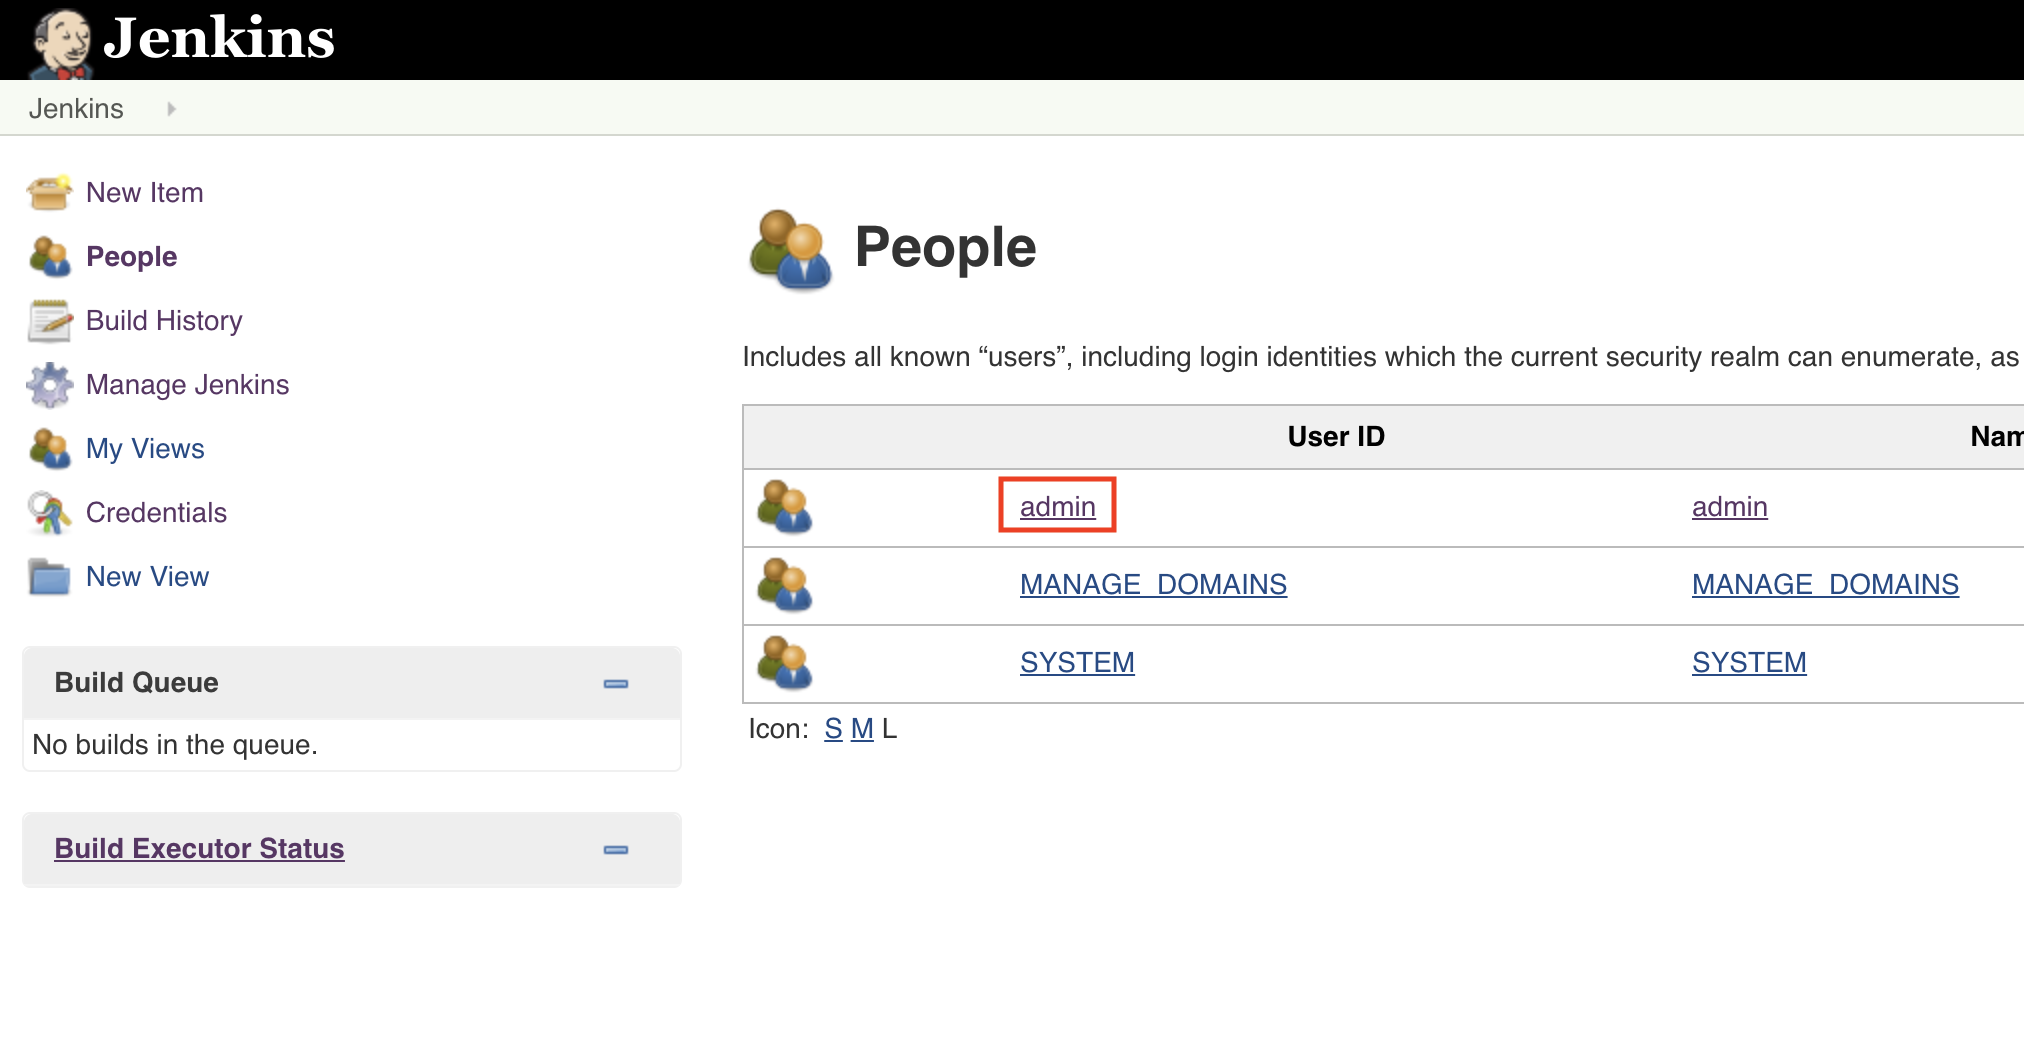 Jenkins
Jenkins
New Item
People
Build History
Manage Jenkins
My Views
Credentials
New View
Build Queue
No builds in the queue.
Build Executor Status
People
Includes all known “users”, including login identities which the current security realm can enumerate, as
User ID Nam
admin admin
MANAGE_DOMAINS MANAGE_DOMAINS
SYSTEM SYSTEM
Icon: S M L